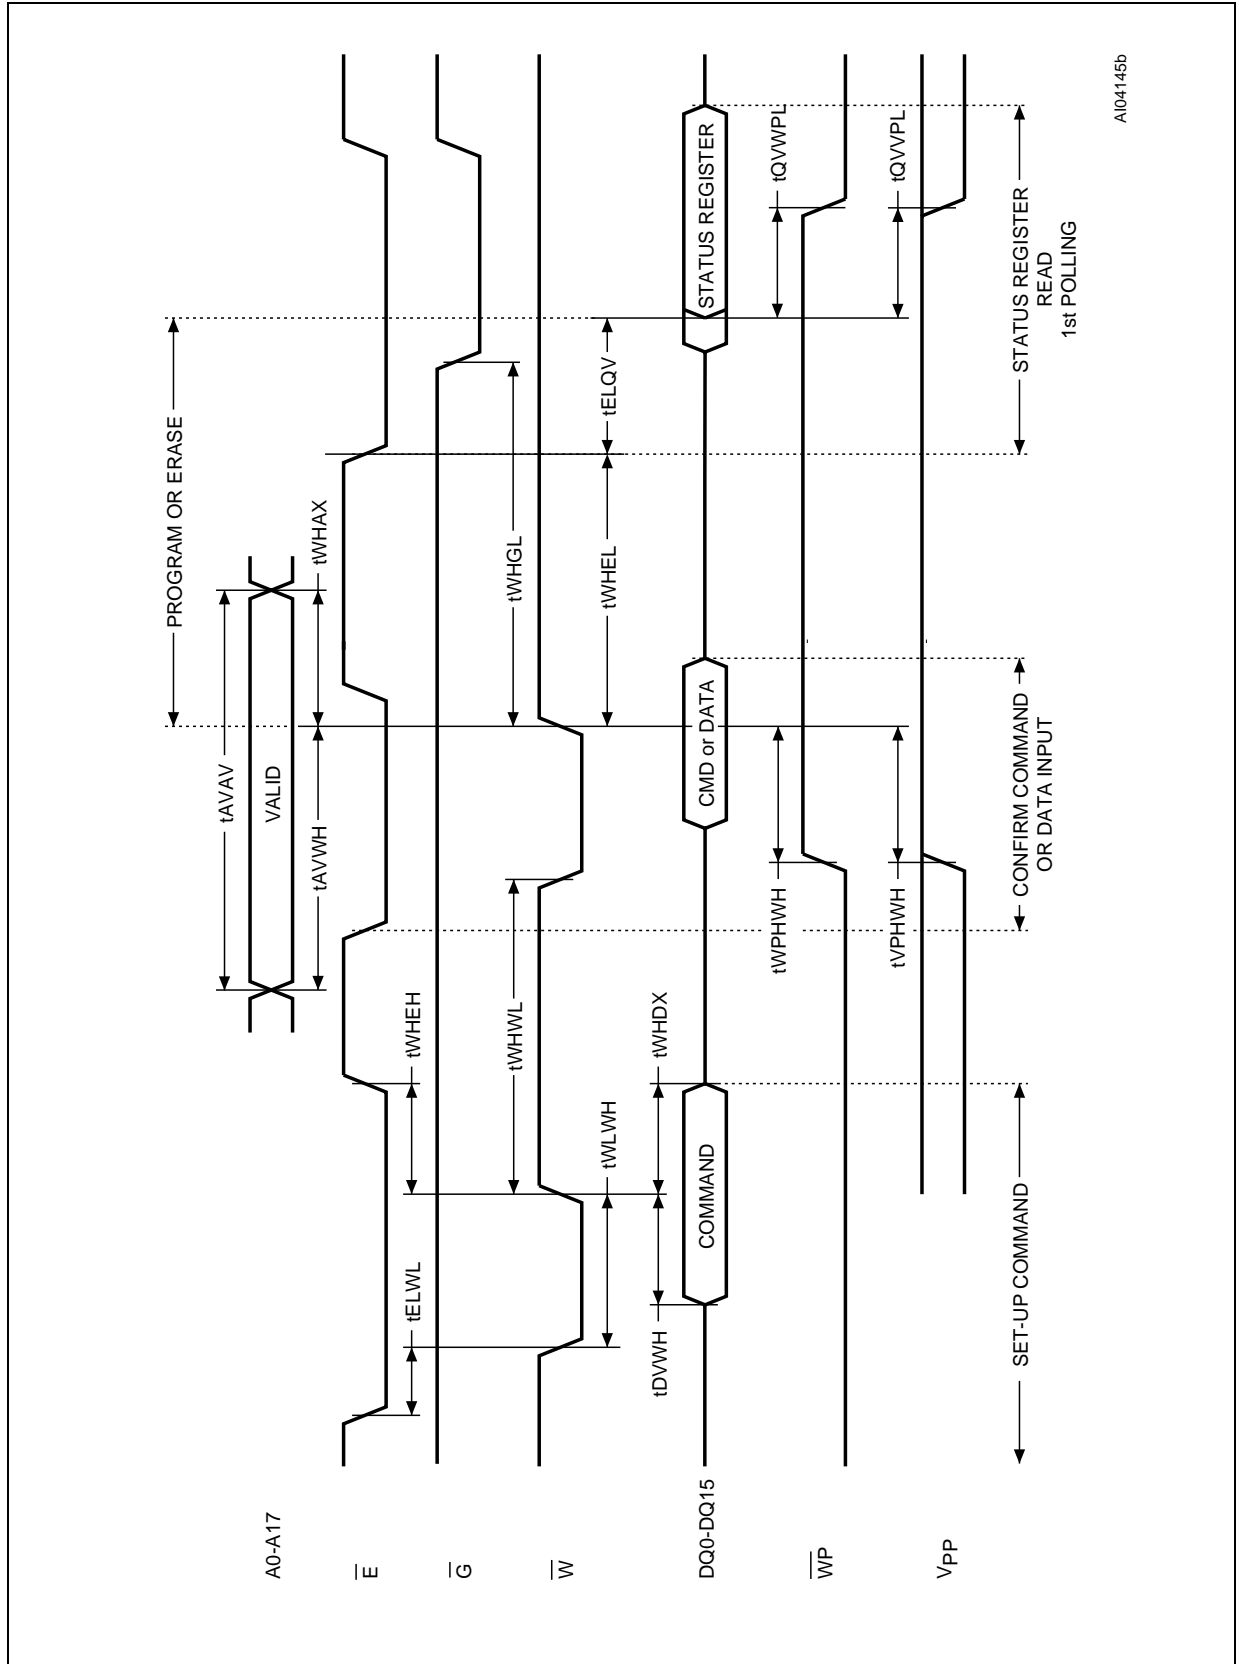 PROGRAM OR ERASE
tAVAV
A0-A17
VALID
tAVWH
tWHAX
E
tELWL
tWHEH
G
tWHWL
tWHGL
W
tWLWH
tWHEL
tELQV
tDVWH
tWHDX
DQ0-DQ15
COMMAND
CMD or DATA
STATUS REGISTER
tWPHWH
tQVWPL
WP
tVPHWH
tQVVPL
VPP
SET-UP COMMAND
CONFIRM COMMAND
OR DATA INPUT
STATUS REGISTER
READ
1st POLLING
AI04145b